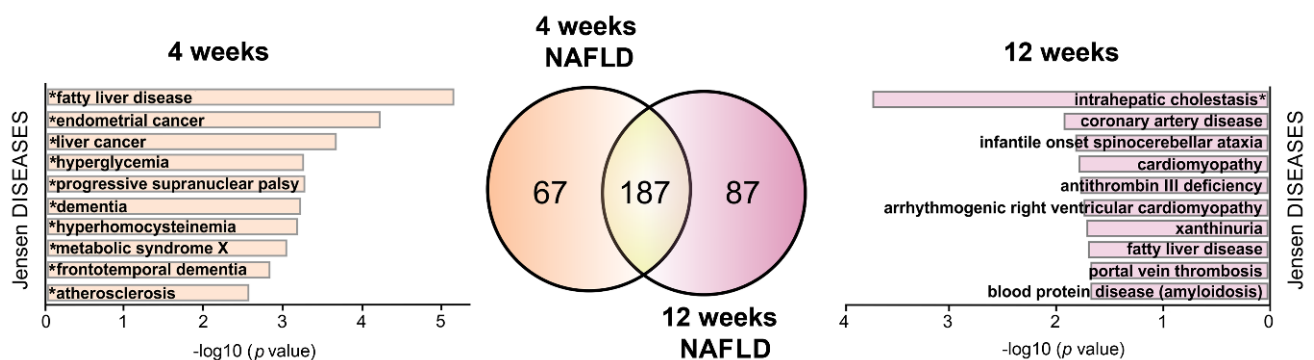 4 weeks
Jensen DISEASES
*fatty liver disease
*endometrial cancer
*liver cancer
*hyperglycemia
*progressive supranuclear palsy
*dementia
*hyperhomocysteinemia
*metabolic syndrome X
*frontotemporal dementia
*atherosclerosis
0 1 2 3 4 5
-log10 (p value)
4 weeks
NAFLD
67 187 87
12 weeks
NAFLD
12 weeks
intrahepatic cholestasis*
coronary artery disease
infantile onset spinocerebellar ataxia
cardiomyopathy
antithrombin III deficiency
arrhythmogenic right ventricular cardiomyopathy
xanthinuria
fatty liver disease
portal vein thrombosis
blood protein disease (amyloidosis)
4 3 2 1 0
-log10 (p value)
Jensen DISEASES